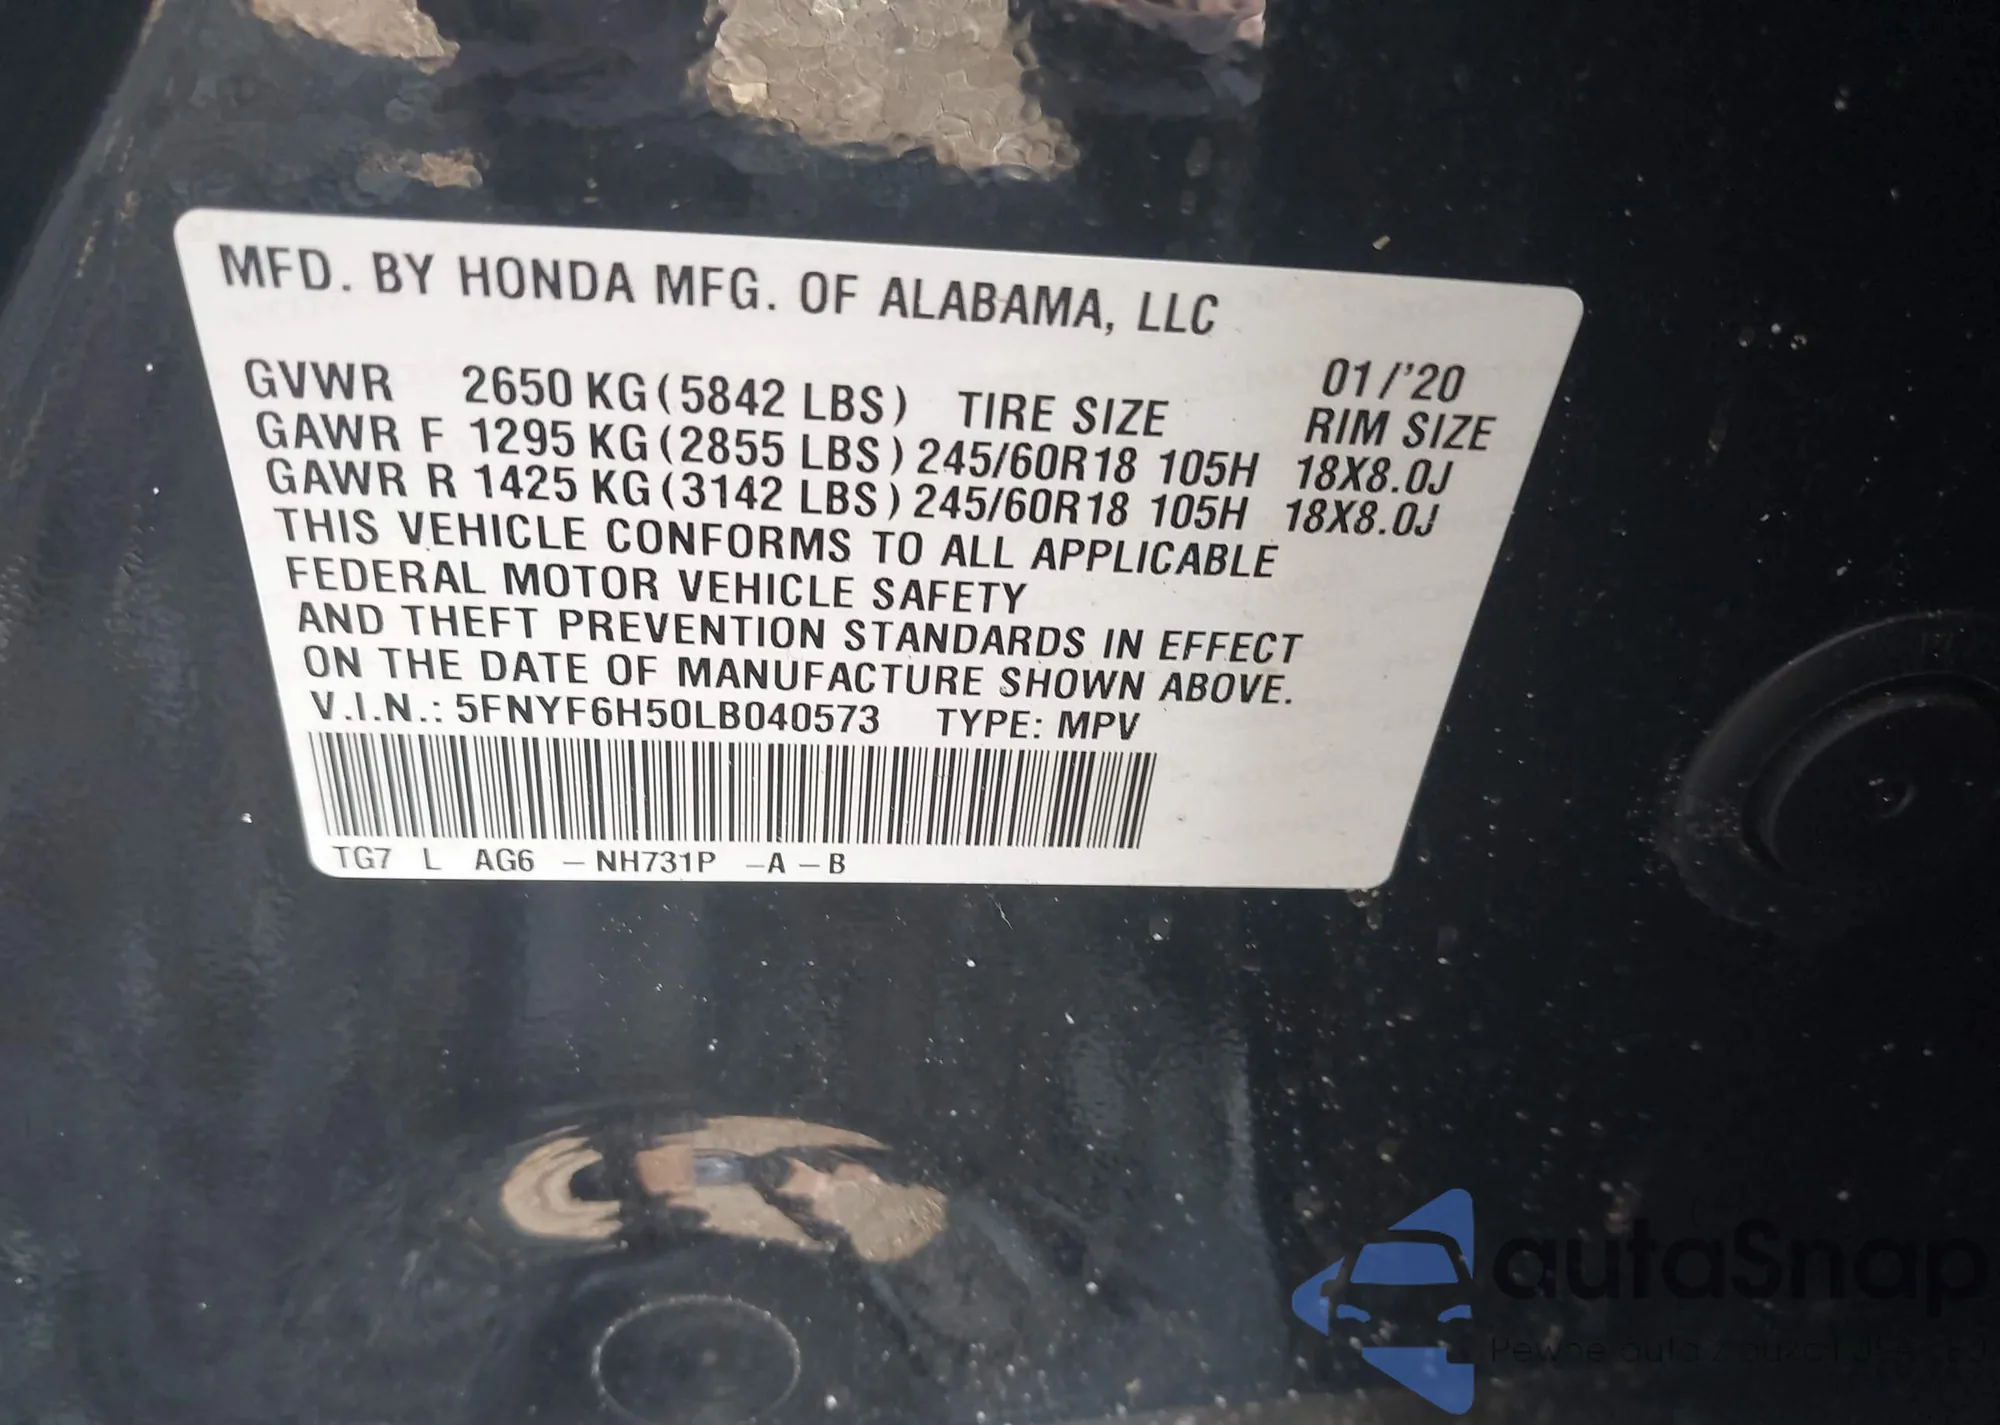 MFD. BY HONDA MFG. OF ALABAMA, LLC
01/'20
GVWR 2650 KG (5842 LBS) TIRE SIZE RIM SIZE
GAWR F 1295 KG (2855 LBS) 245/60R18 105H 18X8.0J
GAWR R 1425 KG (3142 LBS) 245/60R18 105H 18X8.0J
THIS VEHICLE CONFORMS TO ALL APPLICABLE
FEDERAL MOTOR VEHICLE SAFETY
AND THEFT PREVENTION STANDARDS IN EFFECT
ON THE DATE OF MANUFACTURE SHOWN ABOVE.
V.I.N.: 5FNYF6H50LB040573 TYPE: MPV
TG7 L AG6 – NH731P – A – B
autaSnap
Pewne auta z